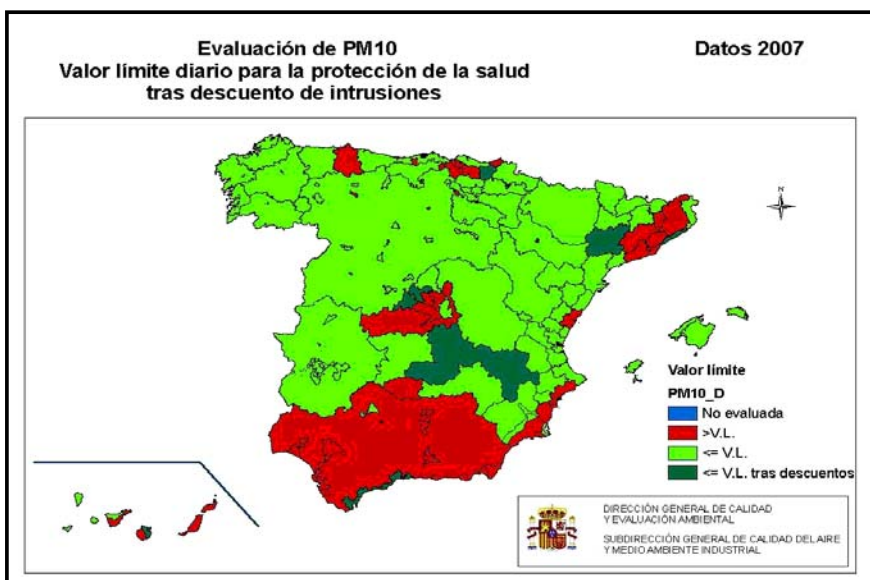 Evaluación de PM10
Valor límite diario para la protección de la salud
tras descuento de intrusiones
Datos 2007
N
Valor límite
PM10_D
No evaluada
>V.L.
<= V.L.
<= V.L. tras descuentos
DIRECCIÓN GENERAL DE CALIDAD
Y EVALUACIÓN AMBIENTAL
SUBDIRECCIÓN GENERAL DE CALIDAD DEL AIRE
Y MEDIO AMBIENTE INDUSTRIAL